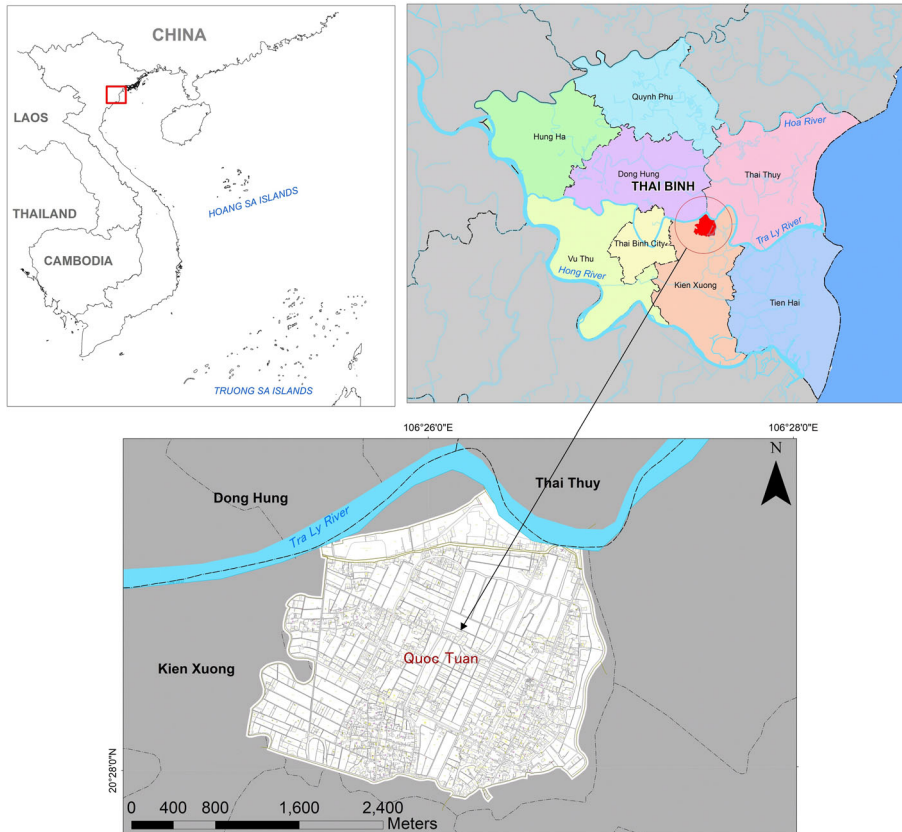 CHINA
LAOS
HOANG SA ISLANDS
THAILAND
CAMBODIA
TRUONG SA ISLANDS
Quynh Phu
Hoa River
Hung Ha
Dong Hung
Thai Thuy
THAI BINH
Tra Ly River
Thai Binh City
Vu Thu
Hong River
Kien Xuong
Tien Hai
106°26'0"E
106°28'0"E
N
Dong Hung
Thai Thuy
Tra Ly River
Kien Xuong
Quoc Tuan
20°28'0"N
0 400 800 1,600 2,400
Meters